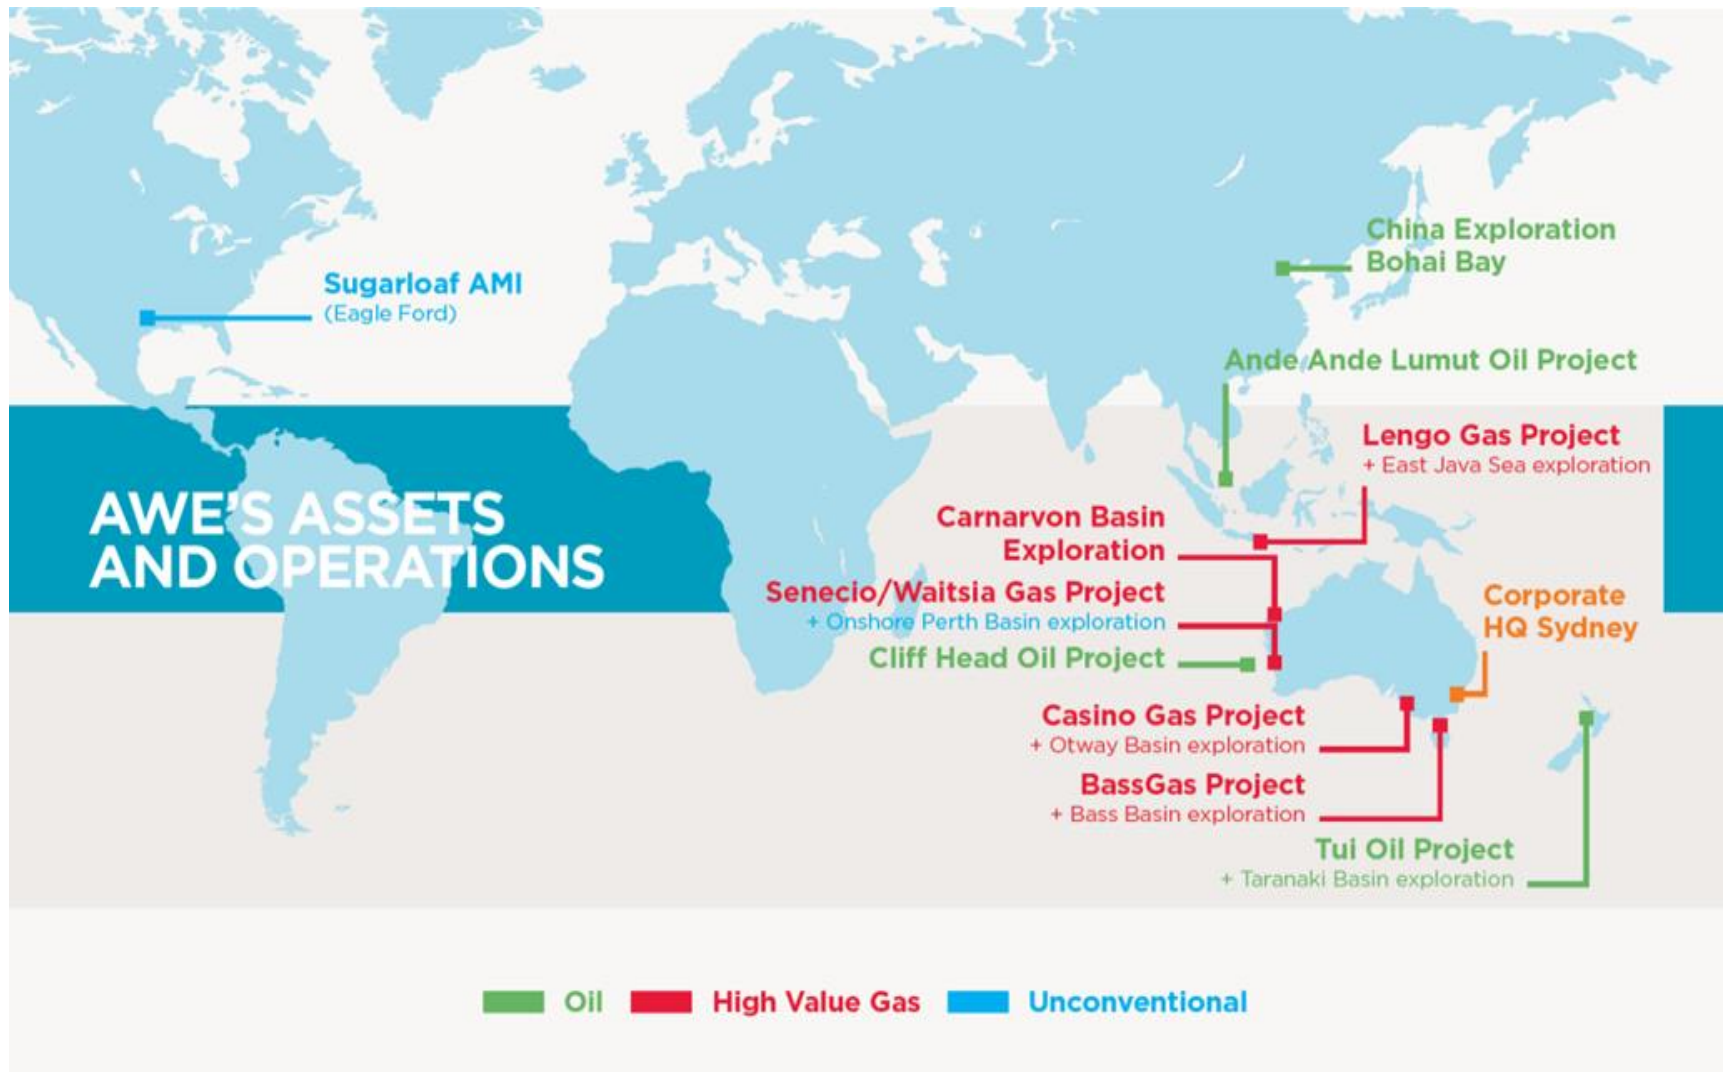 China Exploration
Bohai Bay
Sugarloaf AMI
(Eagle Ford)
Ande Ande Lumut Oil Project
Lengo Gas Project
+ East Java Sea exploration
AWE'S ASSETS
AND OPERATIONS
Carnarvon Basin
Exploration
Senecio/Waitsia Gas Project
+ Onshore Perth Basin exploration
Cliff Head Oil Project
Corporate
HQ Sydney
Casino Gas Project
+ Otway Basin exploration
BassGas Project
+ Bass Basin exploration
Tui Oil Project
+ Taranaki Basin exploration
Oil
High Value Gas
Unconventional